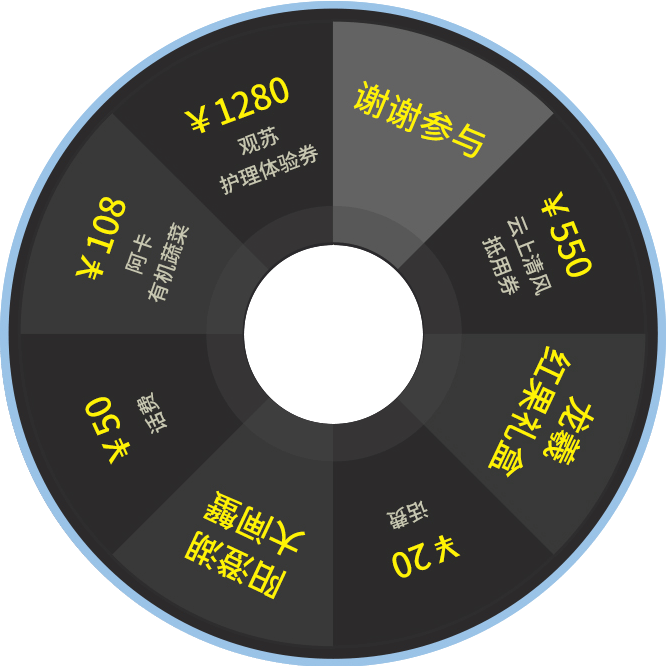 谢谢参与
￥550
云上清风
抵用券
龙羲
红果礼盒
￥20
话费
阳澄湖
大闸蟹
￥50
话费
￥108
阿卡
有机蔬菜
￥1280
观苏
护理体验券